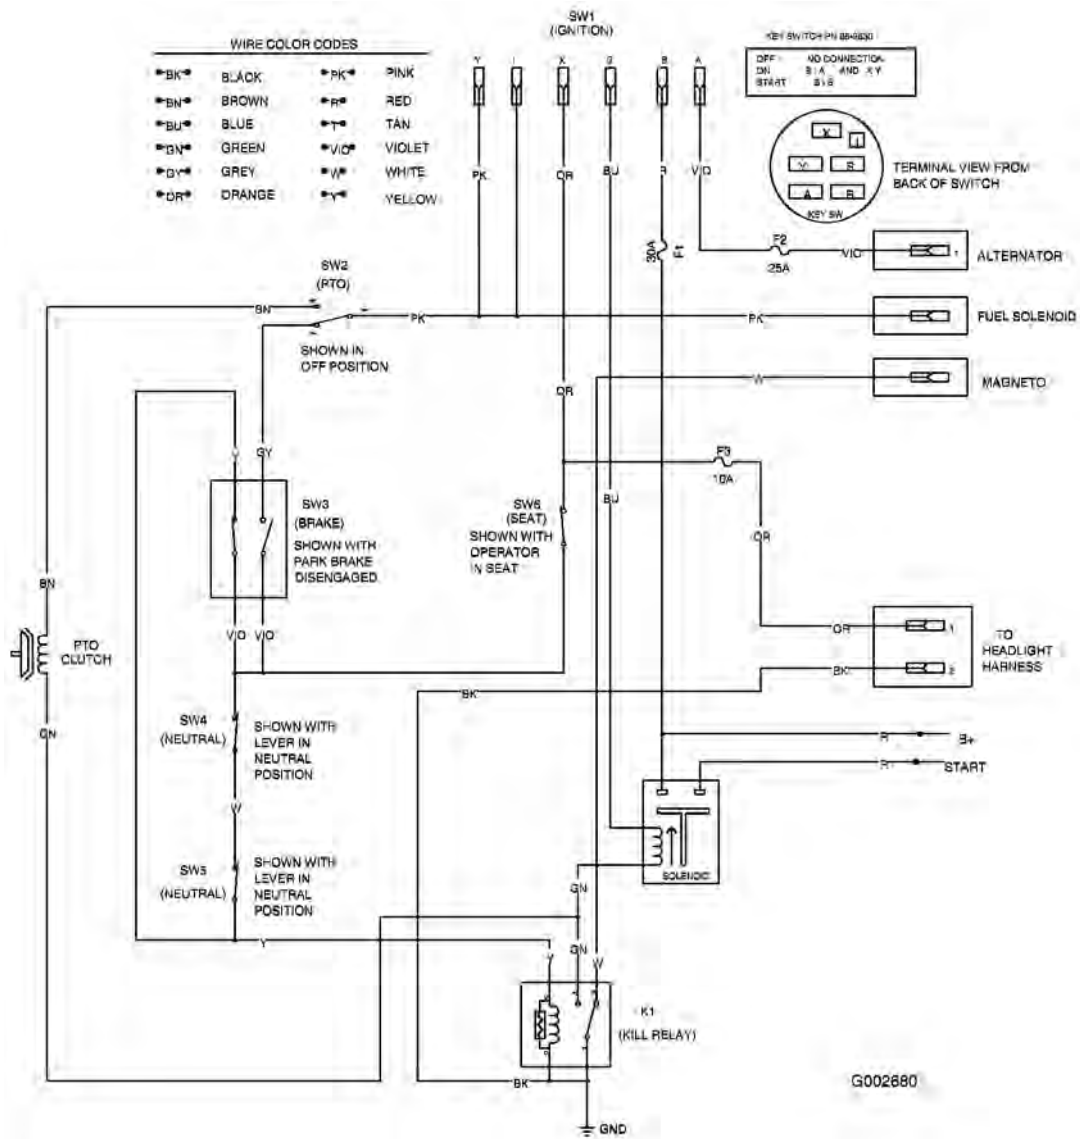 SW1
(IGNITION)
KEY SWITCH PN
WIRE COLOR CODES
BK BLACK PK PINK
BN BROWN R RED
BU BLUE T TAN
GN GREEN VIO VIOLET
GY GREY W WHITE
OR ORANGE Y YELLOW
Y I X S B A
OFF NO CONNECTION
ON B I A AND X Y
START B I S
X I
Y S
A B
KEY SW
TERMINAL VIEW FROM
BACK OF SWITCH
PK OR BU R VIO
30A F1
F2
25A
VIO 1
ALTERNATOR
SW2
(PTO)
BN
PK
PK
FUEL SOLENOID
SHOWN IN
OFF POSITION
W
MAGNETO
OR
GY
F3
10A
SW3
(BRAKE)
SHOWN WITH
PARK BRAKE
DISENGAGED
SW6
(SEAT)
SHOWN WITH
OPERATOR
IN SEAT
BU
OR
BN
VIO VIO
PTO
CLUTCH
OR 1
BK 2
TO
HEADLIGHT
HARNESS
BK
GN
SW4
(NEUTRAL)
SHOWN WITH
LEVER IN
NEUTRAL
POSITION
R B+
R START
W
SW5
(NEUTRAL)
SHOWN WITH
LEVER IN
NEUTRAL
POSITION
SOLENOID
GN
Y
GN
Y
W
K1
(KILL RELAY)
BK
GND
G002680